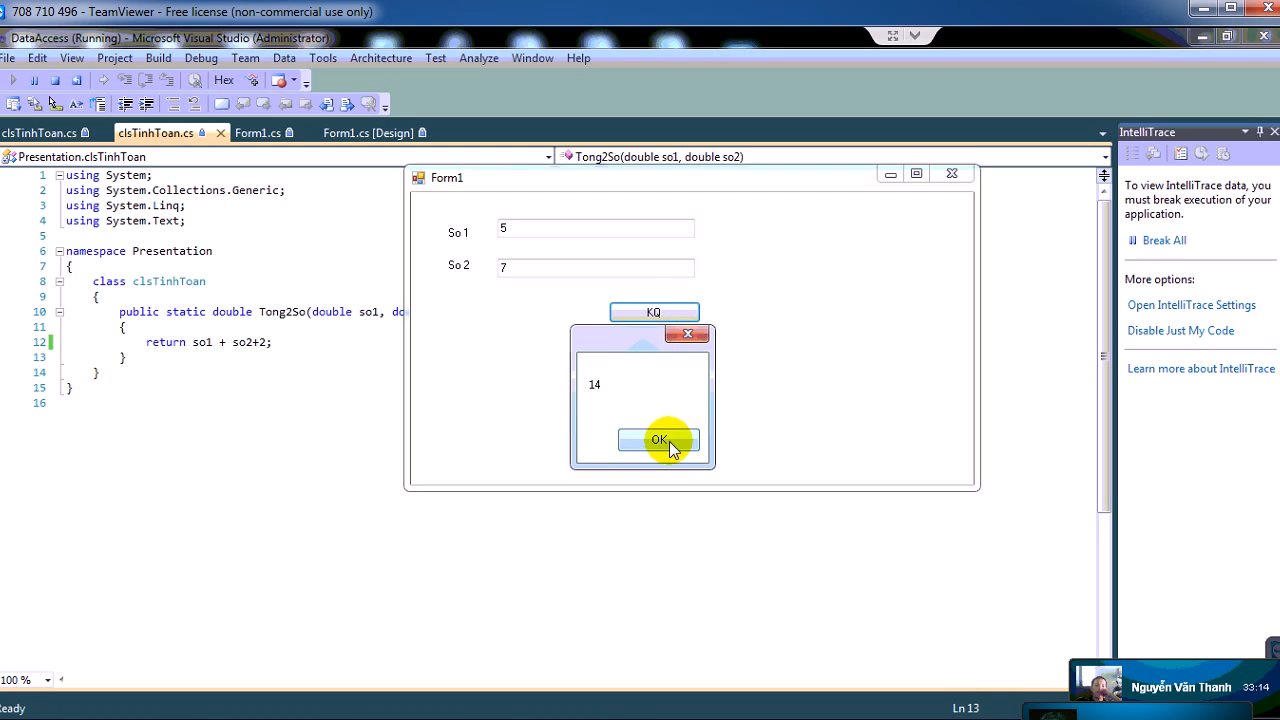 708 710 496 - TeamViewer - Free license (non-commercial use only)
DataAccess (Running) - Microsoft Visual Studio (Administrator)
File Edit View Project Build Debug Team Data Tools Architecture Test Analyze Window Help
Hex
clsTinhToan.cs clsTinhToan.cs Form1.cs Form1.cs [Design]
IntelliTrace
Presentation.clsTinhToan Tong2So(double so1, double so2)
1 using System;
2 using System.Collections.Generic;
3 using System.Linq;
4 using System.Text;
5
6 namespace Presentation
7 {
8 class clsTinhToan
9 {
10 public static double Tong2So(double so1, do
11 {
12 return so1 + so2+2;
13 }
14 }
15 }
16
Form1
So 1 5
So 2 7
KQ
14
OK
To view IntelliTrace data, you
must break execution of your
application.
Break All
More options:
Open IntelliTrace Settings
Disable Just My Code
Learn more about IntelliTrace
100 %
Nguyễn Văn Thanh 33:14
Ready Ln 13